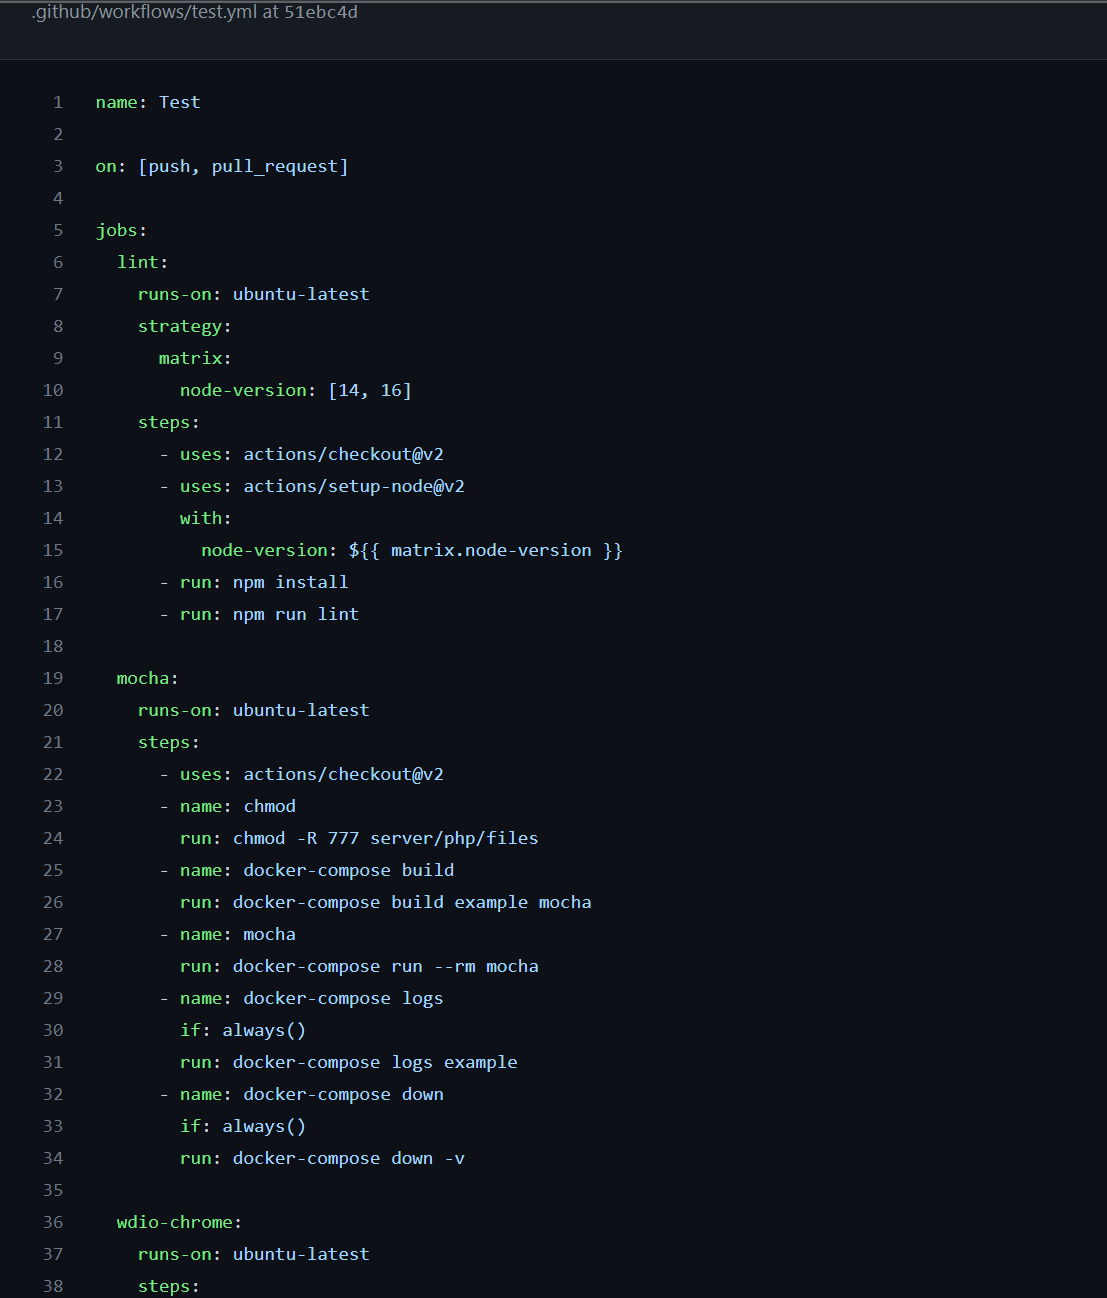 .github/workflows/test.yml at 51ebc4d
1 name: Test
2
3 on: [push, pull_request]
4
5 jobs:
6   lint:
7     runs-on: ubuntu-latest
8     strategy:
9       matrix:
10         node-version: [14, 16]
11     steps:
12       - uses: actions/checkout@v2
13       - uses: actions/setup-node@v2
14         with:
15           node-version: ${{ matrix.node-version }}
16       - run: npm install
17       - run: npm run lint
18
19   mocha:
20     runs-on: ubuntu-latest
21     steps:
22       - uses: actions/checkout@v2
23       - name: chmod
24         run: chmod -R 777 server/php/files
25       - name: docker-compose build
26         run: docker-compose build example mocha
27       - name: mocha
28         run: docker-compose run --rm mocha
29       - name: docker-compose logs
30         if: always()
31         run: docker-compose logs example
32       - name: docker-compose down
33         if: always()
34         run: docker-compose down -v
35
36   wdio-chrome:
37     runs-on: ubuntu-latest
38     steps: